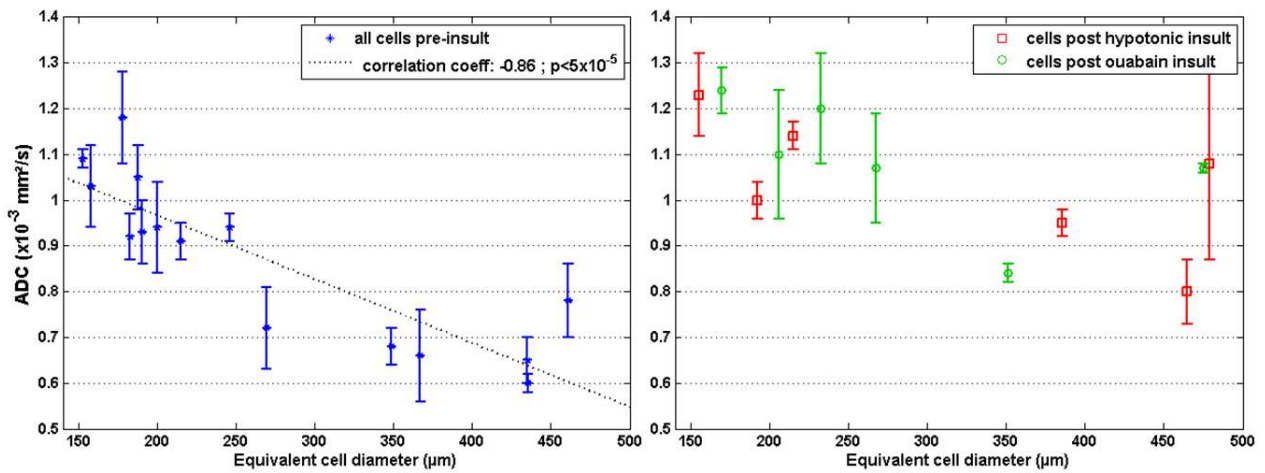 1.4
1.3
1.2
1.1
1
0.9
0.8
0.7
0.6
0.5
ADC (x10⁻³ mm²/s)
150 200 250 300 350 400 450 500
Equivalent cell diameter (µm)
all cells pre-insult
correlation coeff: -0.86 ; p<5x10⁻⁵
1.4
1.3
1.2
1.1
1
0.9
0.8
0.7
0.6
0.5
150 200 250 300 350 400 450 500
Equivalent cell diameter (µm)
cells post hypotonic insult
cells post ouabain insult